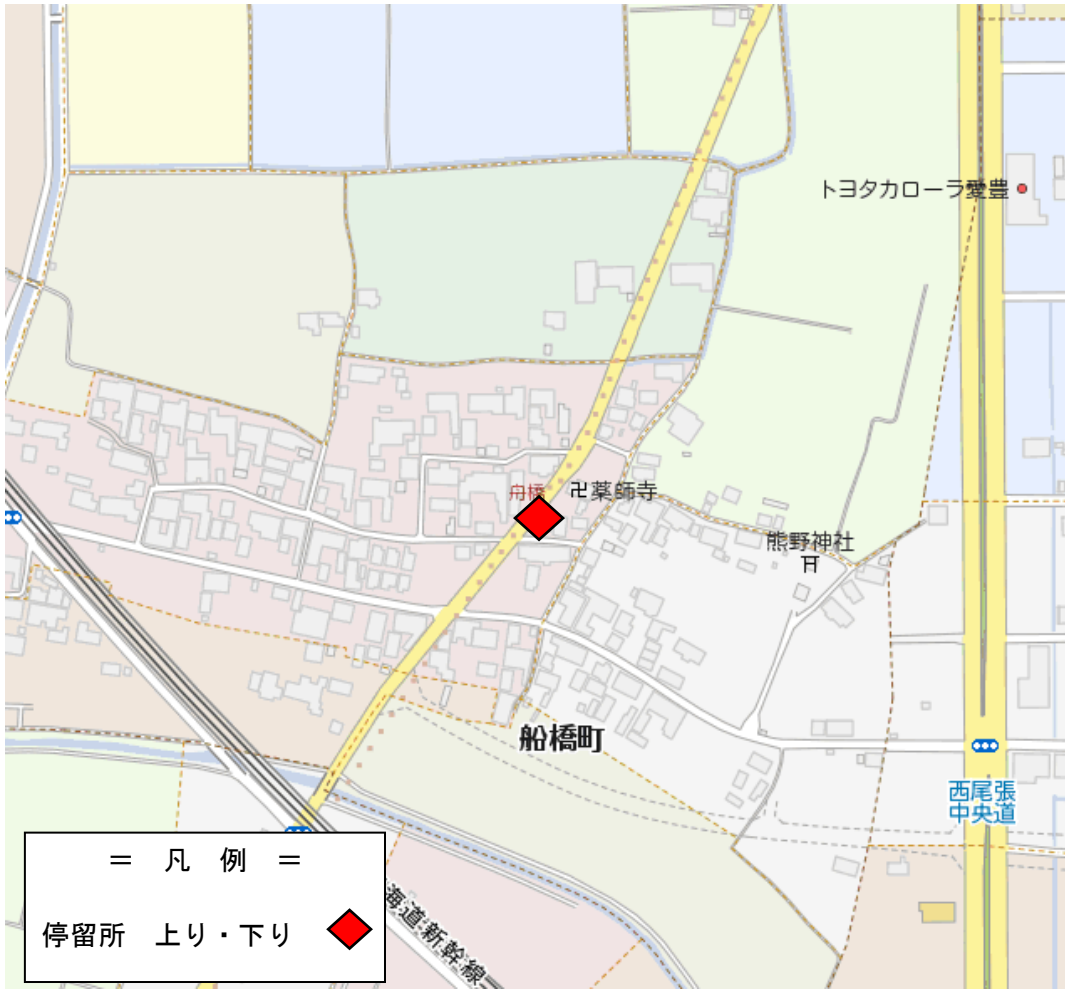 トヨタカローラ愛豊
舟橋
卍薬師寺
熊野神社
船橋町
西尾張
中央道
＝ 凡 例 ＝
停留所 上り・下り
海道新幹線